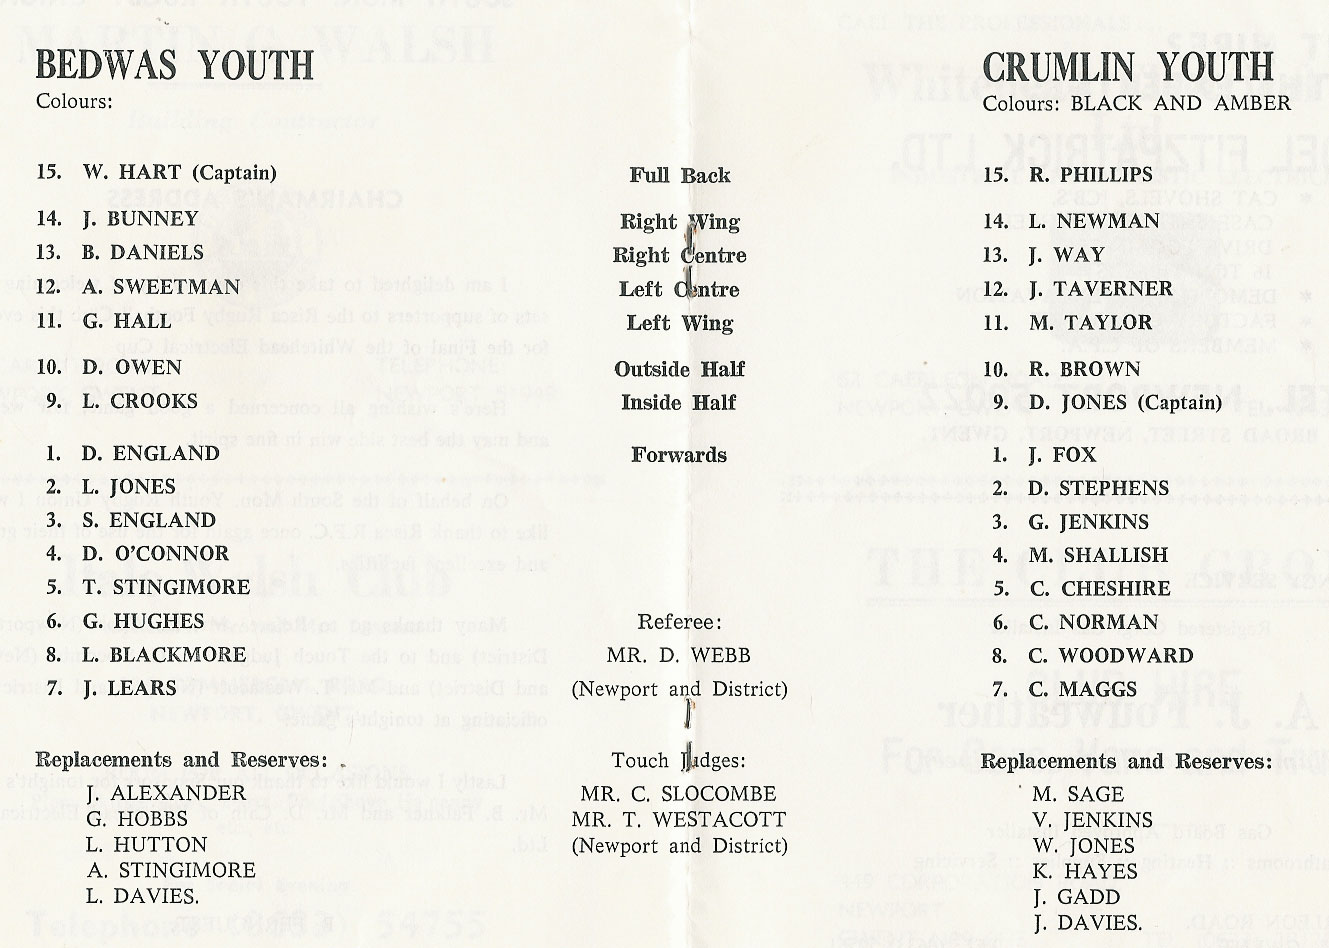 BEDWAS YOUTH
Colours:
15. W. HART (Captain)
14. J. BUNNEY
13. B. DANIELS
12. A. SWEETMAN
11. G. HALL
10. D. OWEN
9. L. CROOKS
1. D. ENGLAND
2. L. JONES
3. S. ENGLAND
4. D. O'CONNOR
5. T. STINGIMORE
6. G. HUGHES
8. L. BLACKMORE
7. J. LEARS
Replacements and Reserves:
J. ALEXANDER
G. HOBBS
L. HUTTON
A. STINGIMORE
L. DAVIES.
Full Back
Right Wing
Right Centre
Left Centre
Left Wing
Outside Half
Inside Half
Forwards
Referee:
MR. D. WEBB
(Newport and District)
Touch Judges:
MR. C. SLOCOMBE
MR. T. WESTACOTT
(Newport and District)
CRUMLIN YOUTH
Colours: BLACK AND AMBER
15. R. PHILLIPS
14. L. NEWMAN
13. J. WAY
12. J. TAVERNER
11. M. TAYLOR
10. R. BROWN
9. D. JONES (Captain)
1. J. FOX
2. D. STEPHENS
3. G. JENKINS
4. M. SHALLISH
5. C. CHESHIRE
6. C. NORMAN
8. C. WOODWARD
7. C. MAGGS
Replacements and Reserves:
M. SAGE
V. JENKINS
W. JONES
K. HAYES
J. GADD
J. DAVIES.